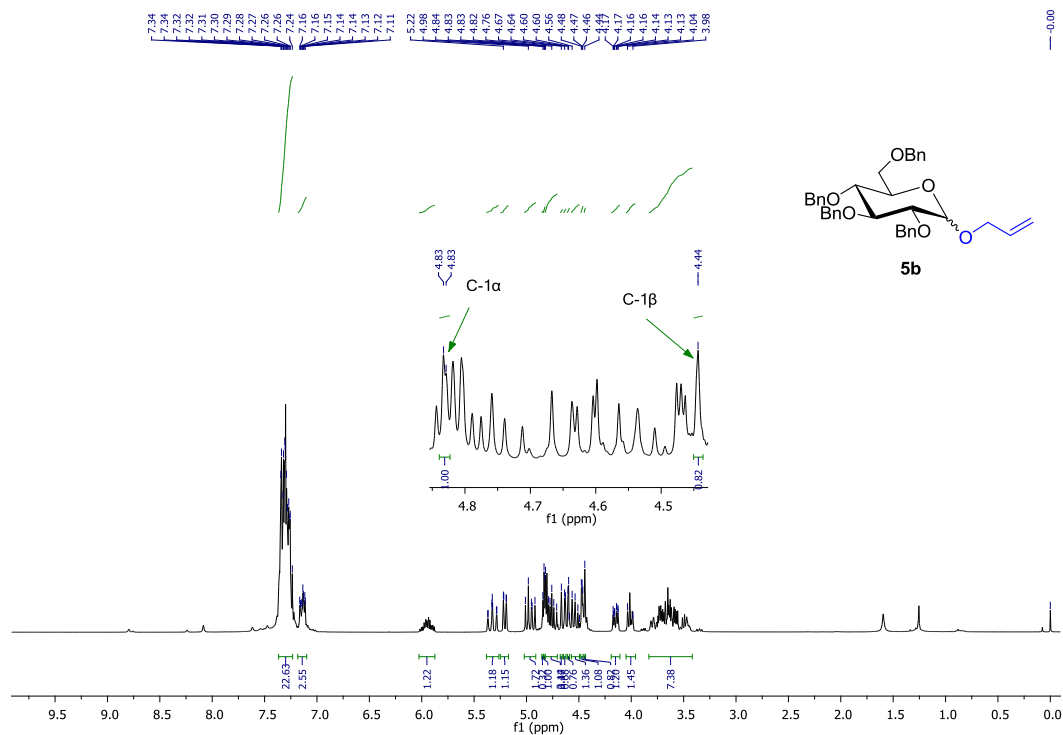 7.34 7.34 7.32 7.32 7.31 7.30 7.29 7.28 7.27 7.26 7.26 7.24 7.16 7.16 7.15 7.14 7.14 7.13 7.12 7.11
5.22 4.98 4.84 4.83 4.83 4.82 4.76 4.67 4.64 4.60 4.60 4.56 4.48 4.47 4.46 4.44 4.17 4.17 4.16 4.16 4.14 4.13 4.13 4.04 3.98
-0.00
OBn
O
BnO
BnO
BnO
O
5b
4.83 4.83
4.44
C-1α
C-1β
1.00
0.82
4.8 4.7 4.6 4.5
f1 (ppm)
22.63 2.55 1.22 1.18 1.15 1.72 0.37 1.00 0.76 1.36 1.08 0.82 1.20 1.45 7.38
9.5 9.0 8.5 8.0 7.5 7.0 6.5 6.0 5.5 5.0 4.5 4.0 3.5 3.0 2.5 2.0 1.5 1.0 0.5 0.0
f1 (ppm)